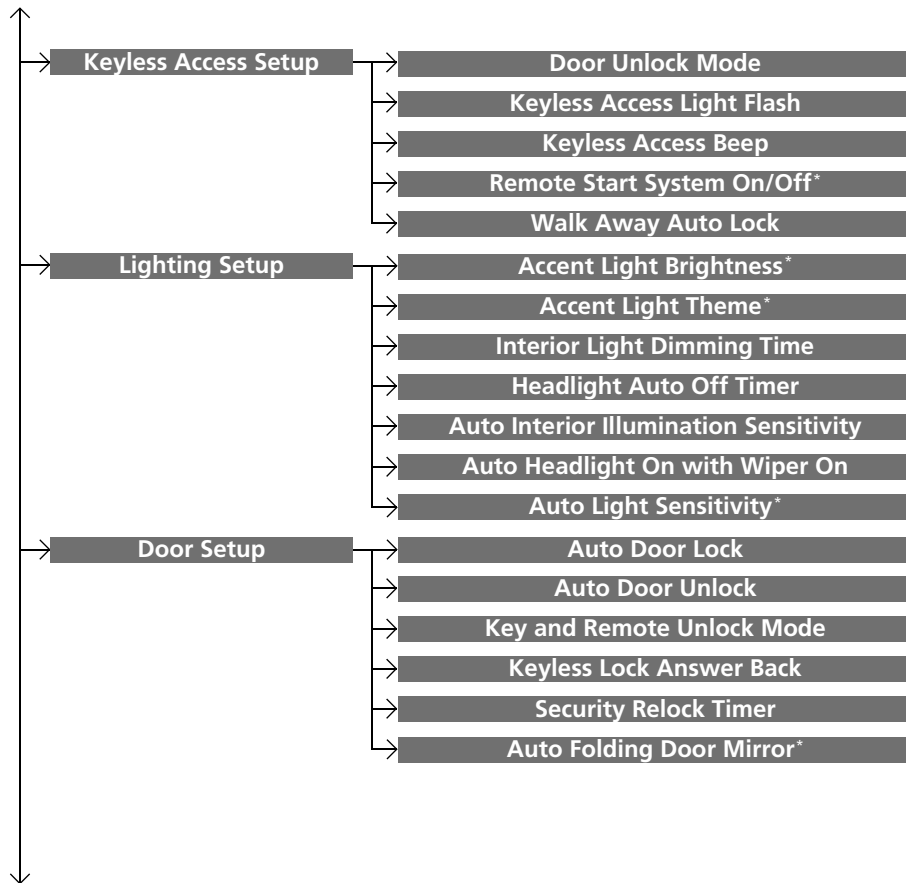 Keyless Access Setup
Door Unlock Mode
Keyless Access Light Flash
Keyless Access Beep
Remote Start System On/Off*
Walk Away Auto Lock
Lighting Setup
Accent Light Brightness*
Accent Light Theme*
Interior Light Dimming Time
Headlight Auto Off Timer
Auto Interior Illumination Sensitivity
Auto Headlight On with Wiper On
Auto Light Sensitivity*
Door Setup
Auto Door Lock
Auto Door Unlock
Key and Remote Unlock Mode
Keyless Lock Answer Back
Security Relock Timer
Auto Folding Door Mirror*